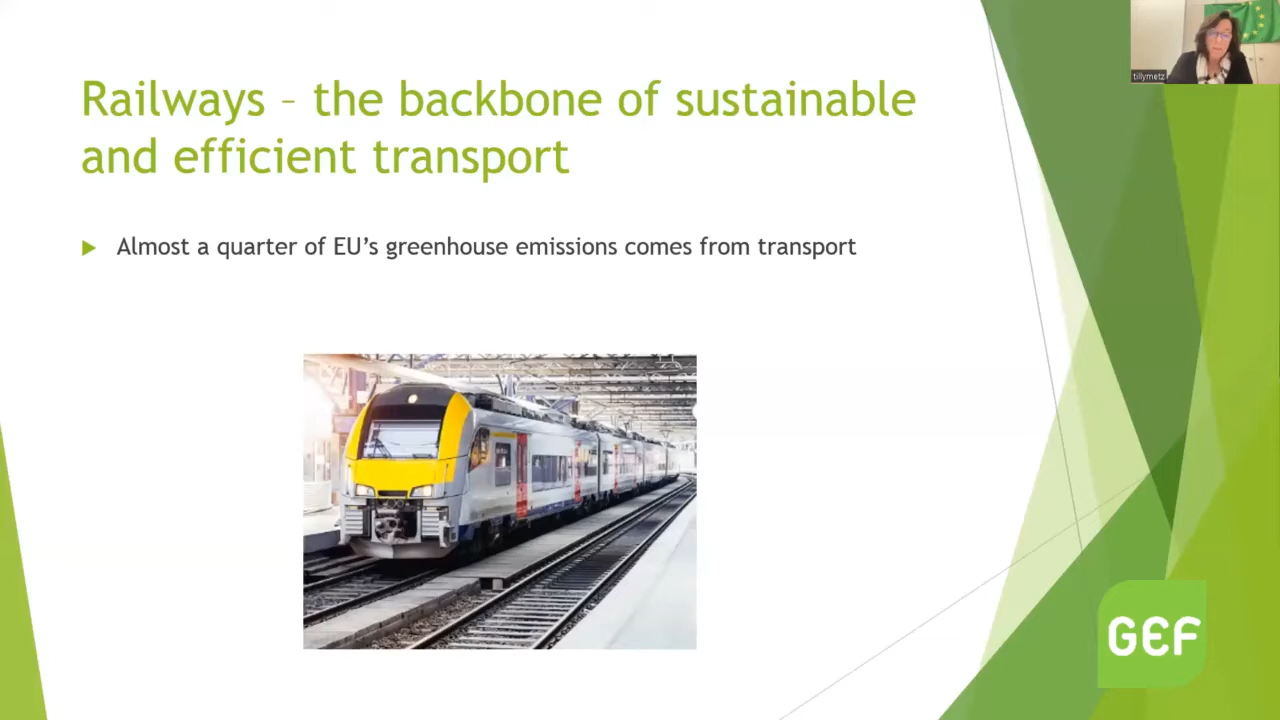 tillymetz
Railways – the backbone of sustainable
and efficient transport
Almost a quarter of EU’s greenhouse emissions comes from transport
GEF